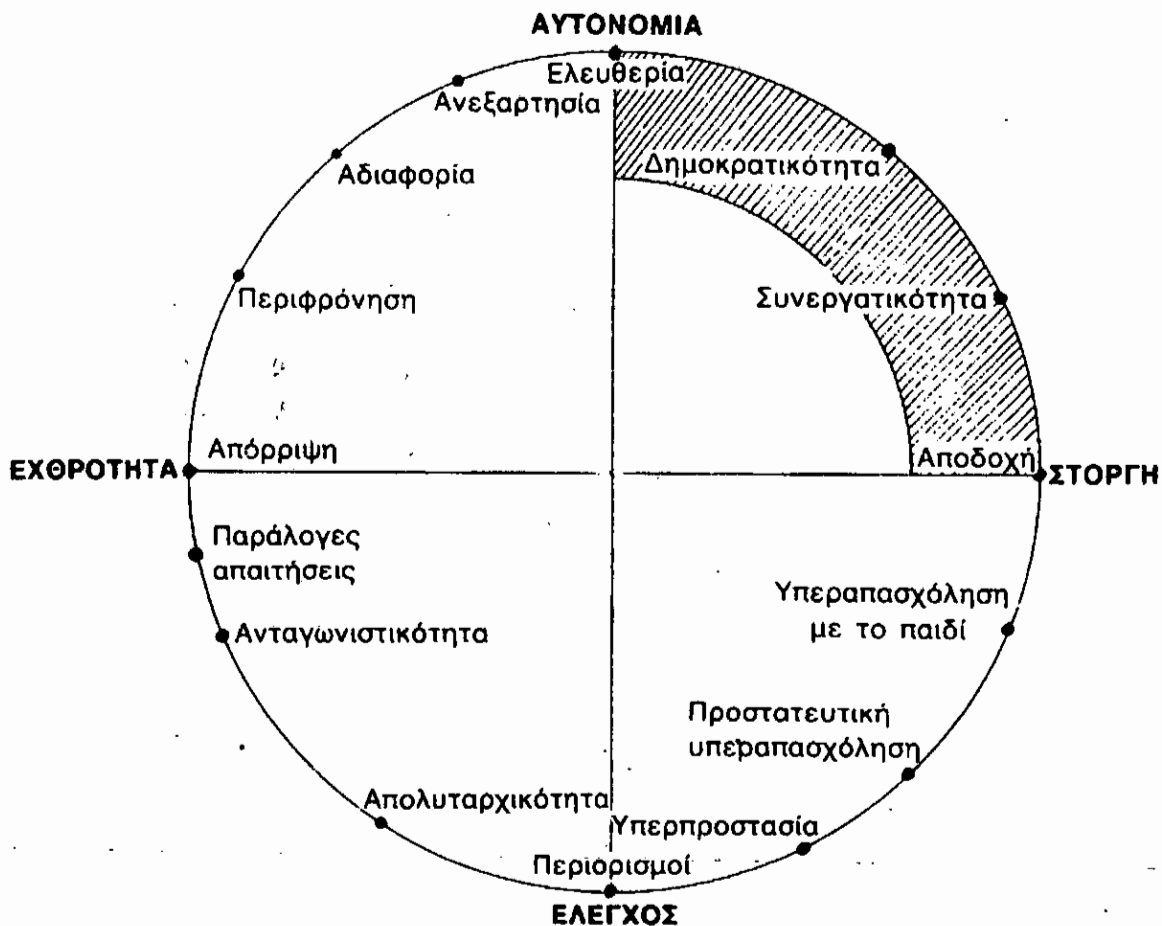 ΑΥΤΟΝΟΜΙΑ
Ελευθερία
Ανεξαρτησία
Αδιαφορία
Δημοκρατικότητα
Περιφρόνηση
Συνεργατικότητα
Απόρριψη
Αποδοχή
ΕΧΘΡΟΤΗΤΑ
ΣΤΟΡΓΗ
Παράλογες
απαιτήσεις
Υπεραπασχόληση
με το παιδί
Ανταγωνιστικότητα
Προστατευτική
υπεραπασχόληση
Απολυταρχικότητα
Υπερπροστασία
Περιορισμοί
ΕΛΕΓΧΟΣ